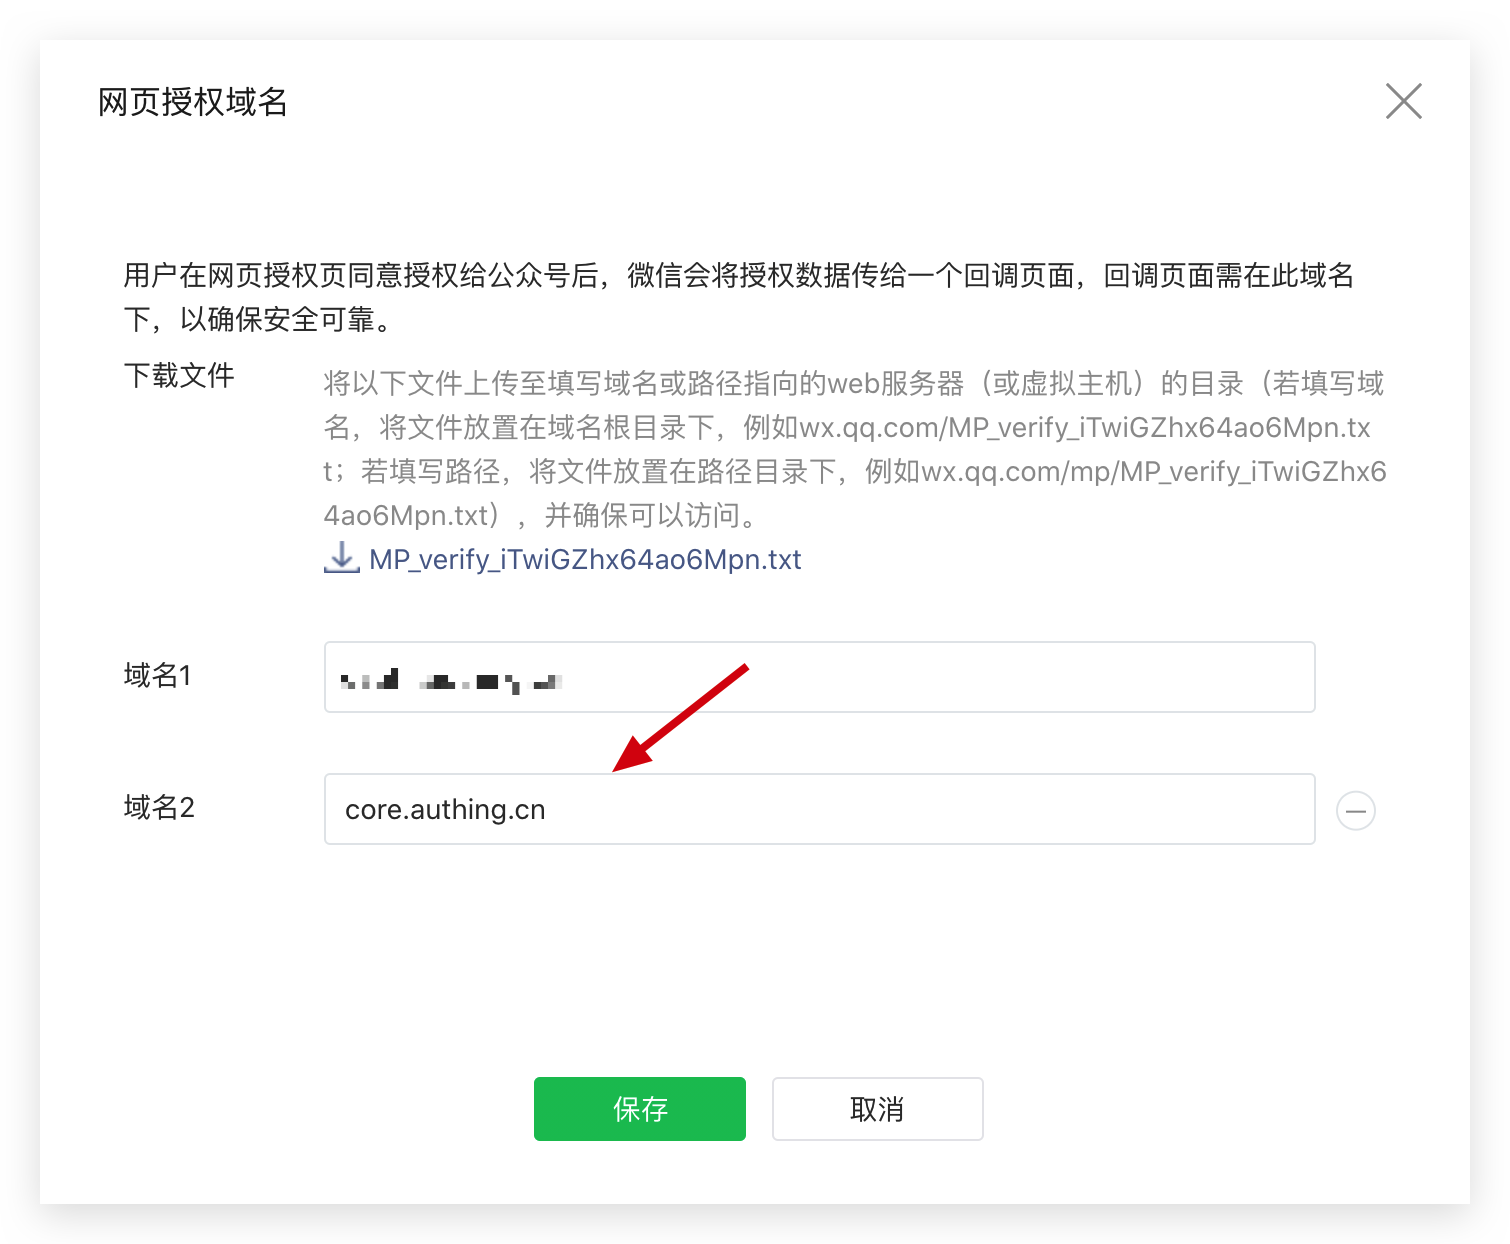 网页授权域名
用户在网页授权页同意授权给公众号后，微信会将授权数据传给一个回调页面，回调页面需在此域名
下，以确保安全可靠。
下载文件
将以下文件上传至填写域名或路径指向的web服务器（或虚拟主机）的目录（若填写域
名，将文件放置在域名根目录下，例如wx.qq.com/MP_verify_iTwiGZhx64ao6Mpn.tx
t；若填写路径，将文件放置在路径目录下，例如wx.qq.com/mp/MP_verify_iTwiGZhx6
4ao6Mpn.txt），并确保可以访问。
MP_verify_iTwiGZhx64ao6Mpn.txt
域名1
域名2
core.authing.cn
保存
取消